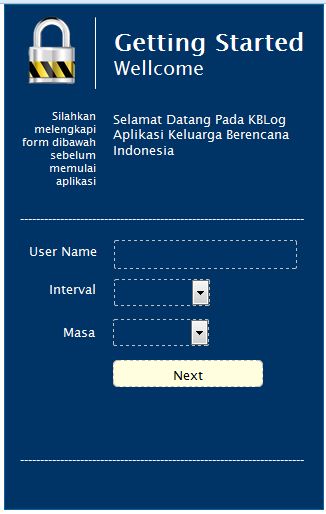 Getting Started
Wellcome
Silahkan
melengkapi
form dibawah
sebelum
memulai
aplikasi
Selamat Datang Pada KBLog
Aplikasi Keluarga Berencana
Indonesia
User Name
Interval
Masa
Next